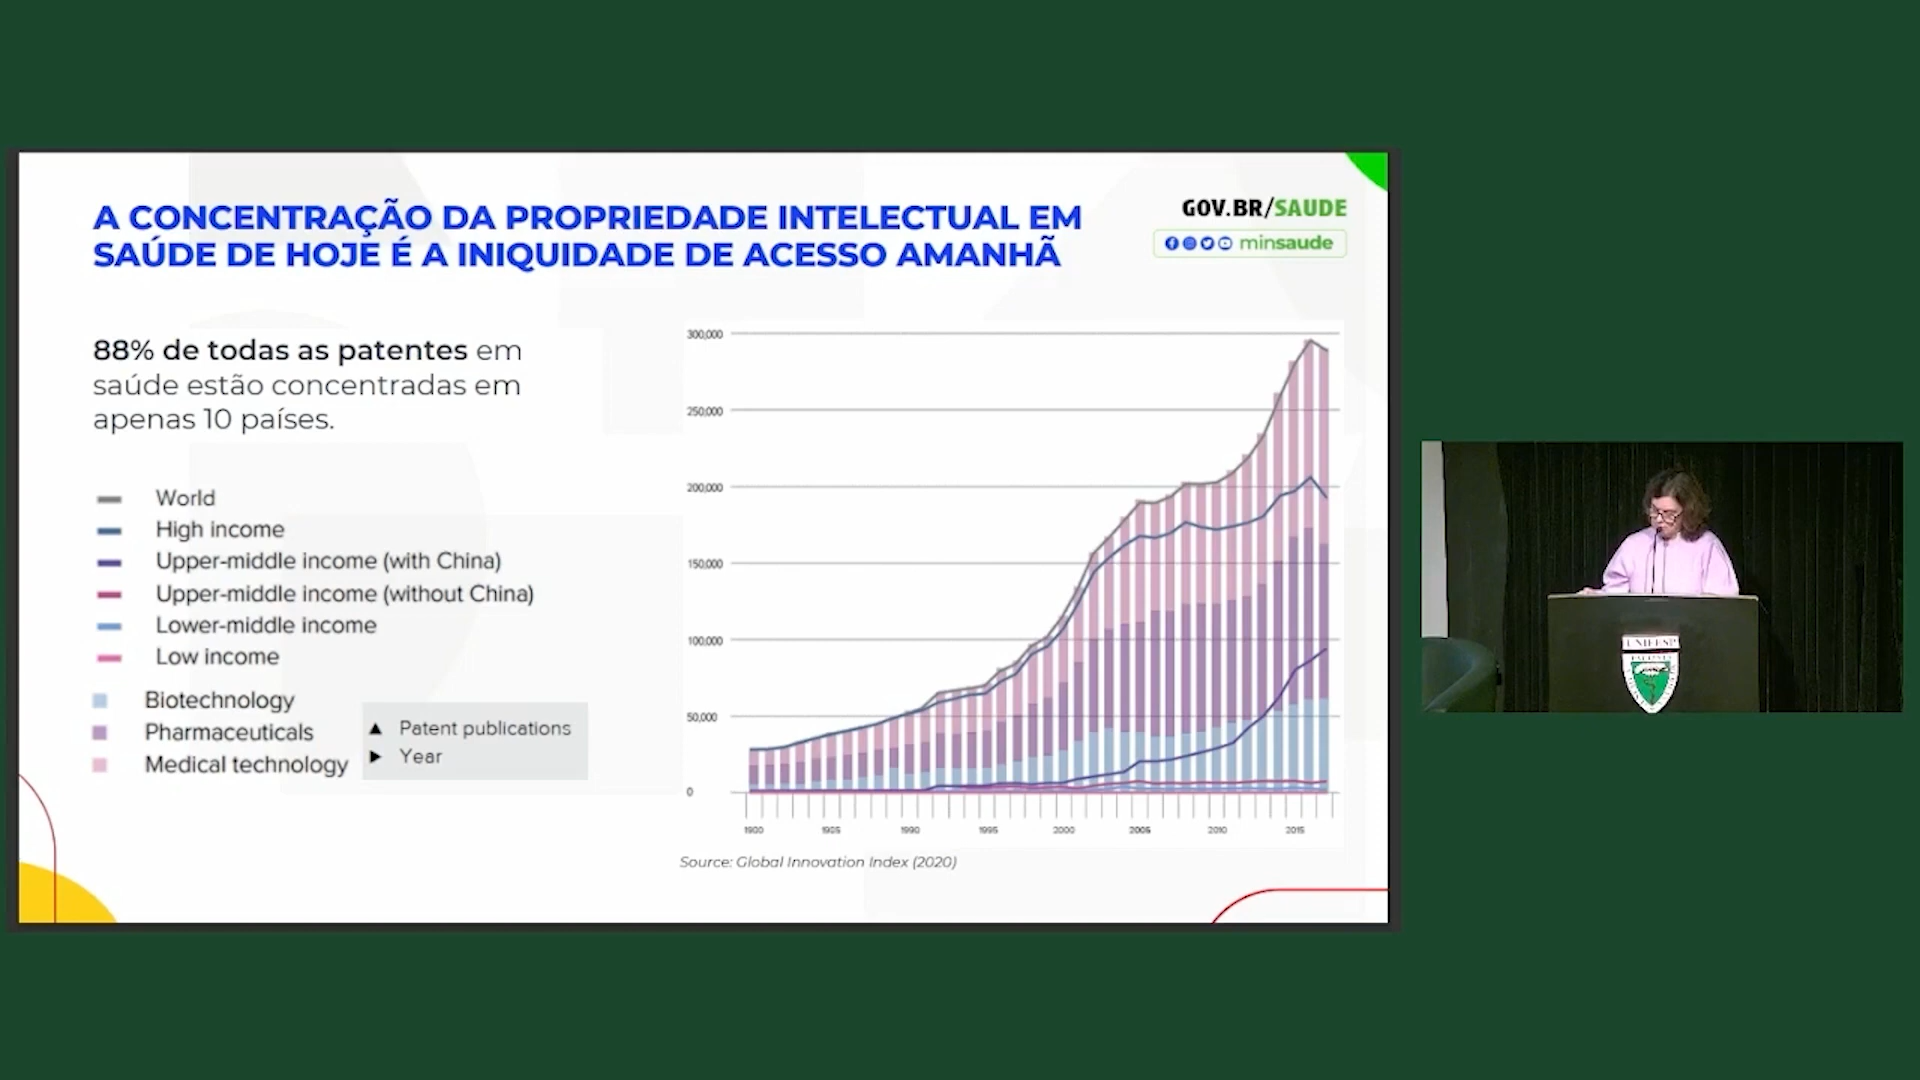 A CONCENTRAÇÃO DA PROPRIEDADE INTELECTUAL EM
SAÚDE DE HOJE É A INIQUIDADE DE ACESSO AMANHÃ
GOV.BR/SAUDE
minsaude
88% de todas as patentes em
saúde estão concentradas em
apenas 10 países.
World
High income
Upper-middle income (with China)
Upper-middle income (without China)
Lower-middle income
Low income
Biotechnology
Pharmaceuticals
Medical technology
▲ Patent publications
► Year
300,000
250,000
200,000
150,000
100,000
50,000
0
1985
1990
1995
2000
2005
2010
2015
Source: Global Innovation Index (2020)
UNIFESP